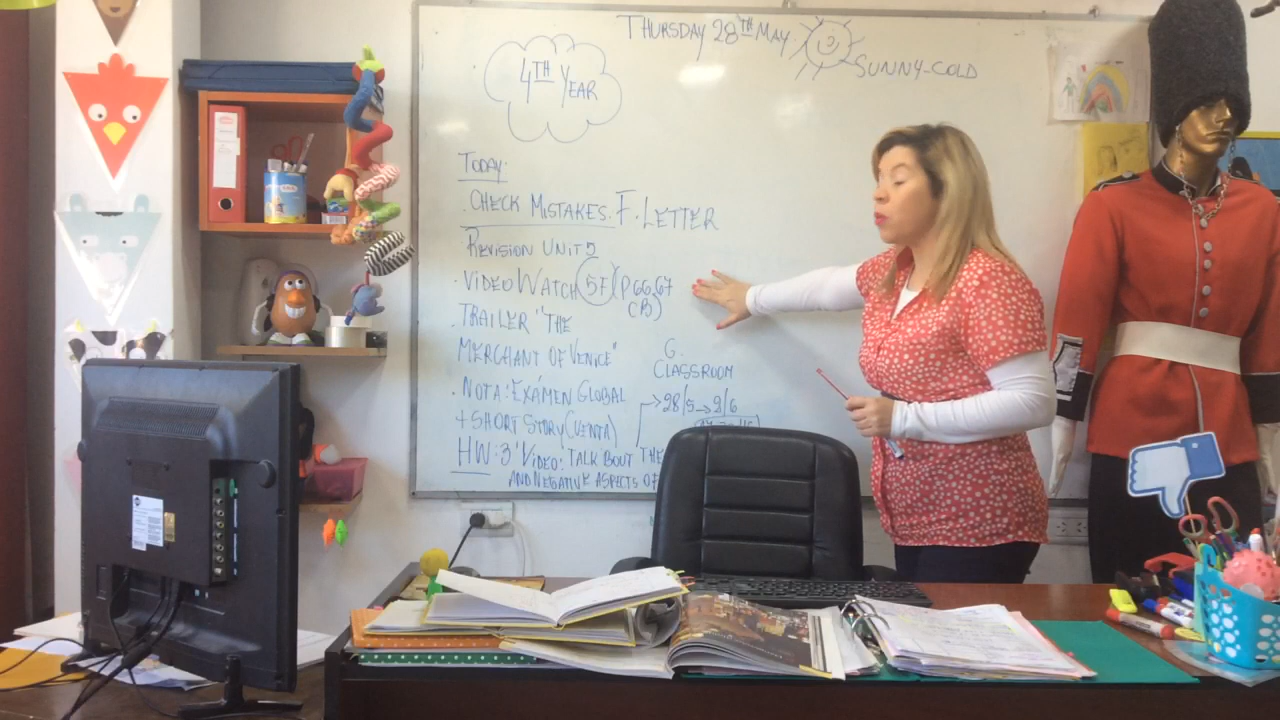 THURSDAY 28TH MAY.
SUNNY-COLD
4TH YEAR
TODAY:
. CHECK MISTAKES. F. LETTER
REVISION UNIT 5
. VIDEO WATCH 5F (P.66,67
CB)
. TRAILER "THE
MERCHANT OF VENICE"
. NOTA: EXÁMEN GLOBAL
+ SHORT STORY (VENTA)
G.
CLASSROOM
→ 28/5 → 2/6
HW: 3' VIDEO: TALK BOUT THE
AND NEGATIVE ASPECTS OF